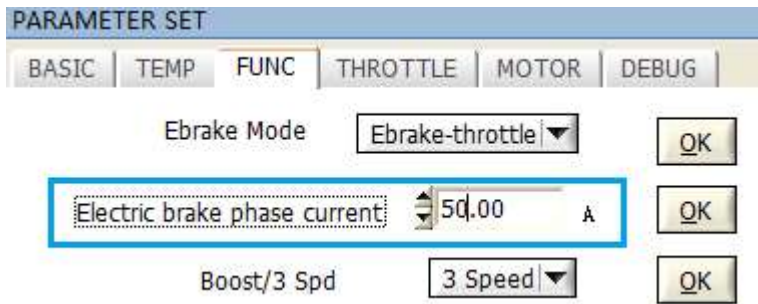 PARAMETER SET
BASIC TEMP FUNC THROTTLE MOTOR DEBUG
Ebrake Mode Ebrake-throttle OK
Electric brake phase current 50.00 A OK
Boost/3 Spd 3 Speed OK